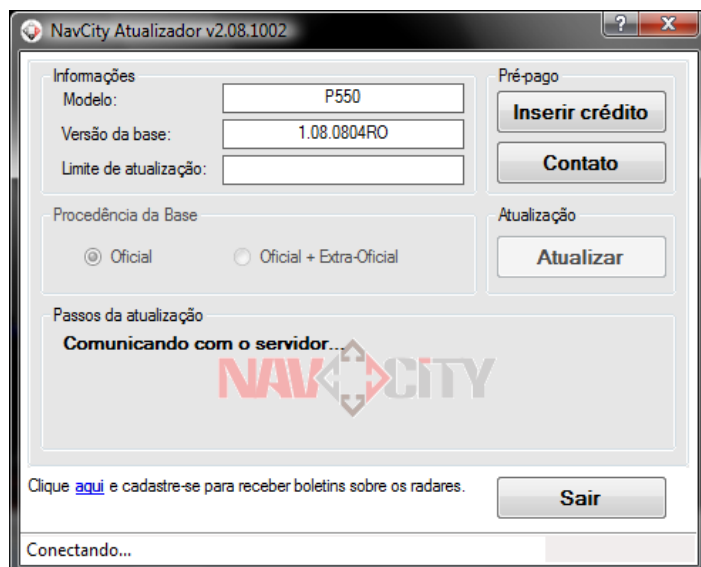 NavCity Atualizador v2.08.1002
Informações
Modelo: P550
Versão da base: 1.08.0804RO
Limite de atualização:
Pré-pago
Inserir crédito
Contato
Procedência da Base
Oficial
Oficial + Extra-Oficial
Atualização
Atualizar
Passos da atualização
Comunicando com o servidor...
NAVCITY
Clique aqui e cadastre-se para receber boletins sobre os radares.
Sair
Conectando...